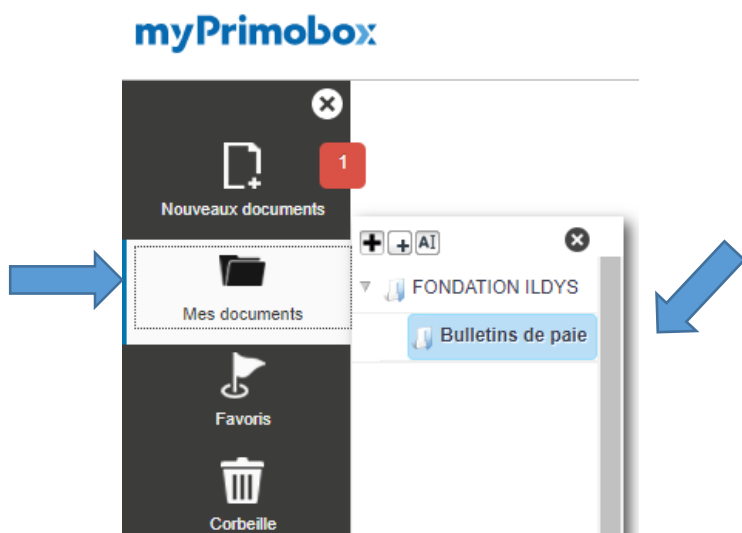 myPrimobox
1
Nouveaux documents
AI
FONDATION ILDYS
Mes documents
Bulletins de paie
Favoris
Corbeille